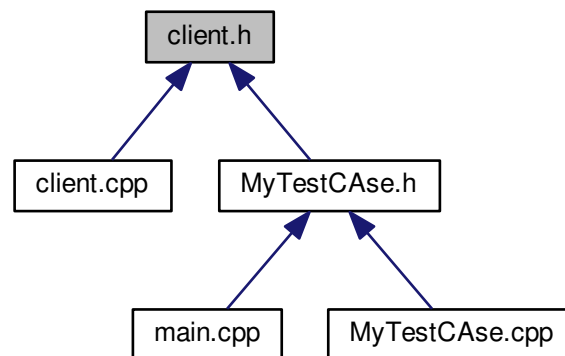 client.h
client.cpp
MyTestCAse.h
main.cpp
MyTestCAse.cpp